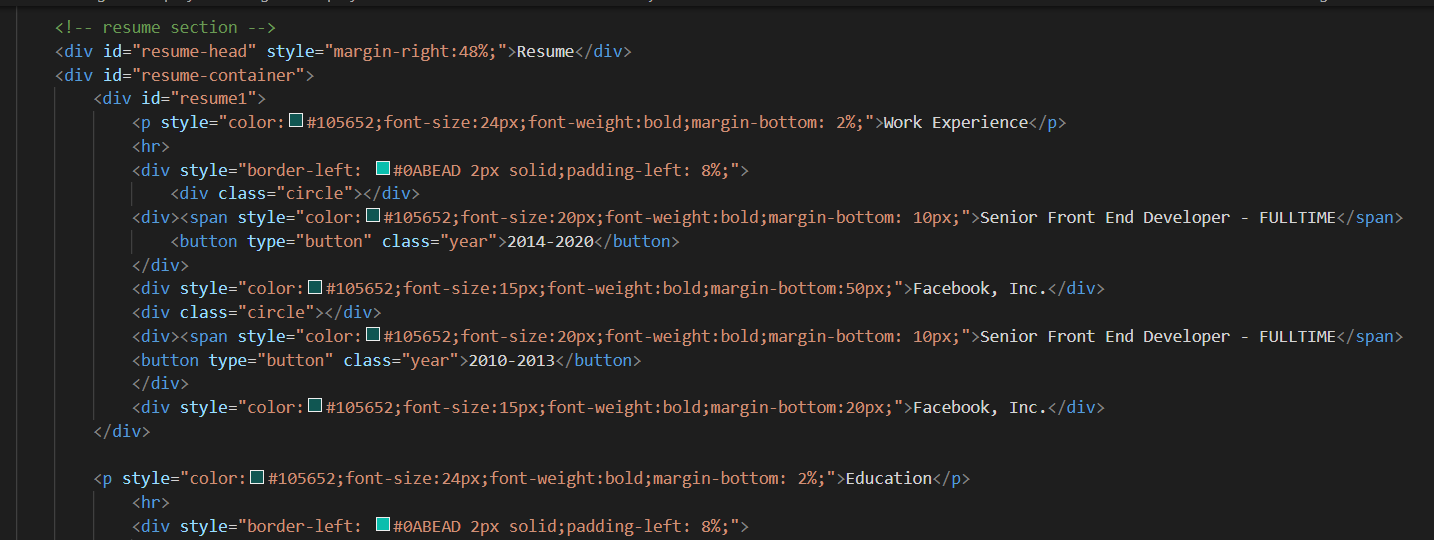 <!-- resume section -->
<div id="resume-head" style="margin-right:48%;">Resume</div>
<div id="resume-container">
<div id="resume1">
<p style="color:#105652;font-size:24px;font-weight:bold;margin-bottom: 2%;">Work Experience</p>
<hr>
<div style="border-left: #0ABEAD 2px solid;padding-left: 8%;">
<div class="circle"></div>
<div><span style="color:#105652;font-size:20px;font-weight:bold;margin-bottom: 10px;">Senior Front End Developer - FULLTIME</span>
<button type="button" class="year">2014-2020</button>
</div>
<div style="color:#105652;font-size:15px;font-weight:bold;margin-bottom:50px;">Facebook, Inc.</div>
<div class="circle"></div>
<div><span style="color:#105652;font-size:20px;font-weight:bold;margin-bottom: 10px;">Senior Front End Developer - FULLTIME</span>
<button type="button" class="year">2010-2013</button>
</div>
<div style="color:#105652;font-size:15px;font-weight:bold;margin-bottom:20px;">Facebook, Inc.</div>
</div>
<p style="color:#105652;font-size:24px;font-weight:bold;margin-bottom: 2%;">Education</p>
<hr>
<div style="border-left: #0ABEAD 2px solid;padding-left: 8%;">